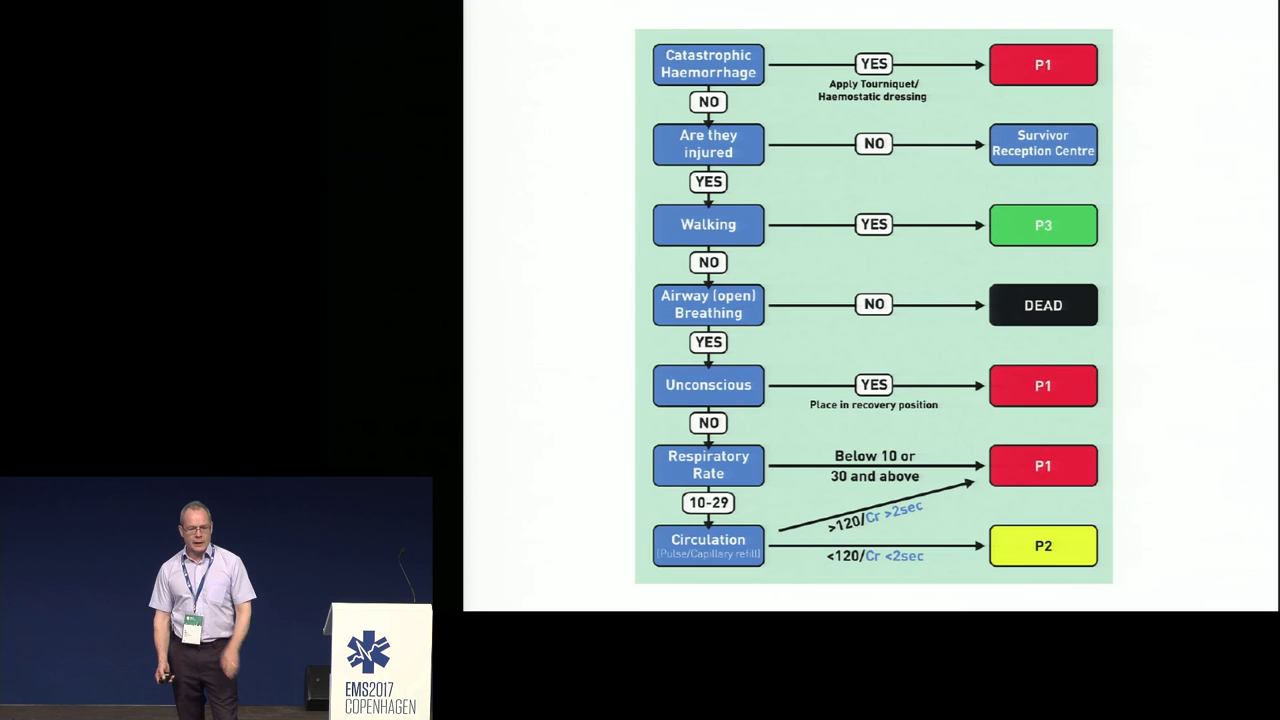 Catastrophic
Haemorrhage
YES
P1
Apply Tourniquet/
Haemostatic dressing
NO
Are they
injured
NO
Survivor
Reception Centre
YES
Walking
YES
P3
NO
Airway (open)
Breathing
NO
DEAD
YES
Unconscious
YES
P1
Place in recovery position
NO
Respiratory
Rate
Below 10 or
30 and above
P1
10-29
>120/Cr >2sec
Circulation
(Pulse/Capillary refill)
<120/Cr <2sec
P2
EMS2017
COPENHAGEN